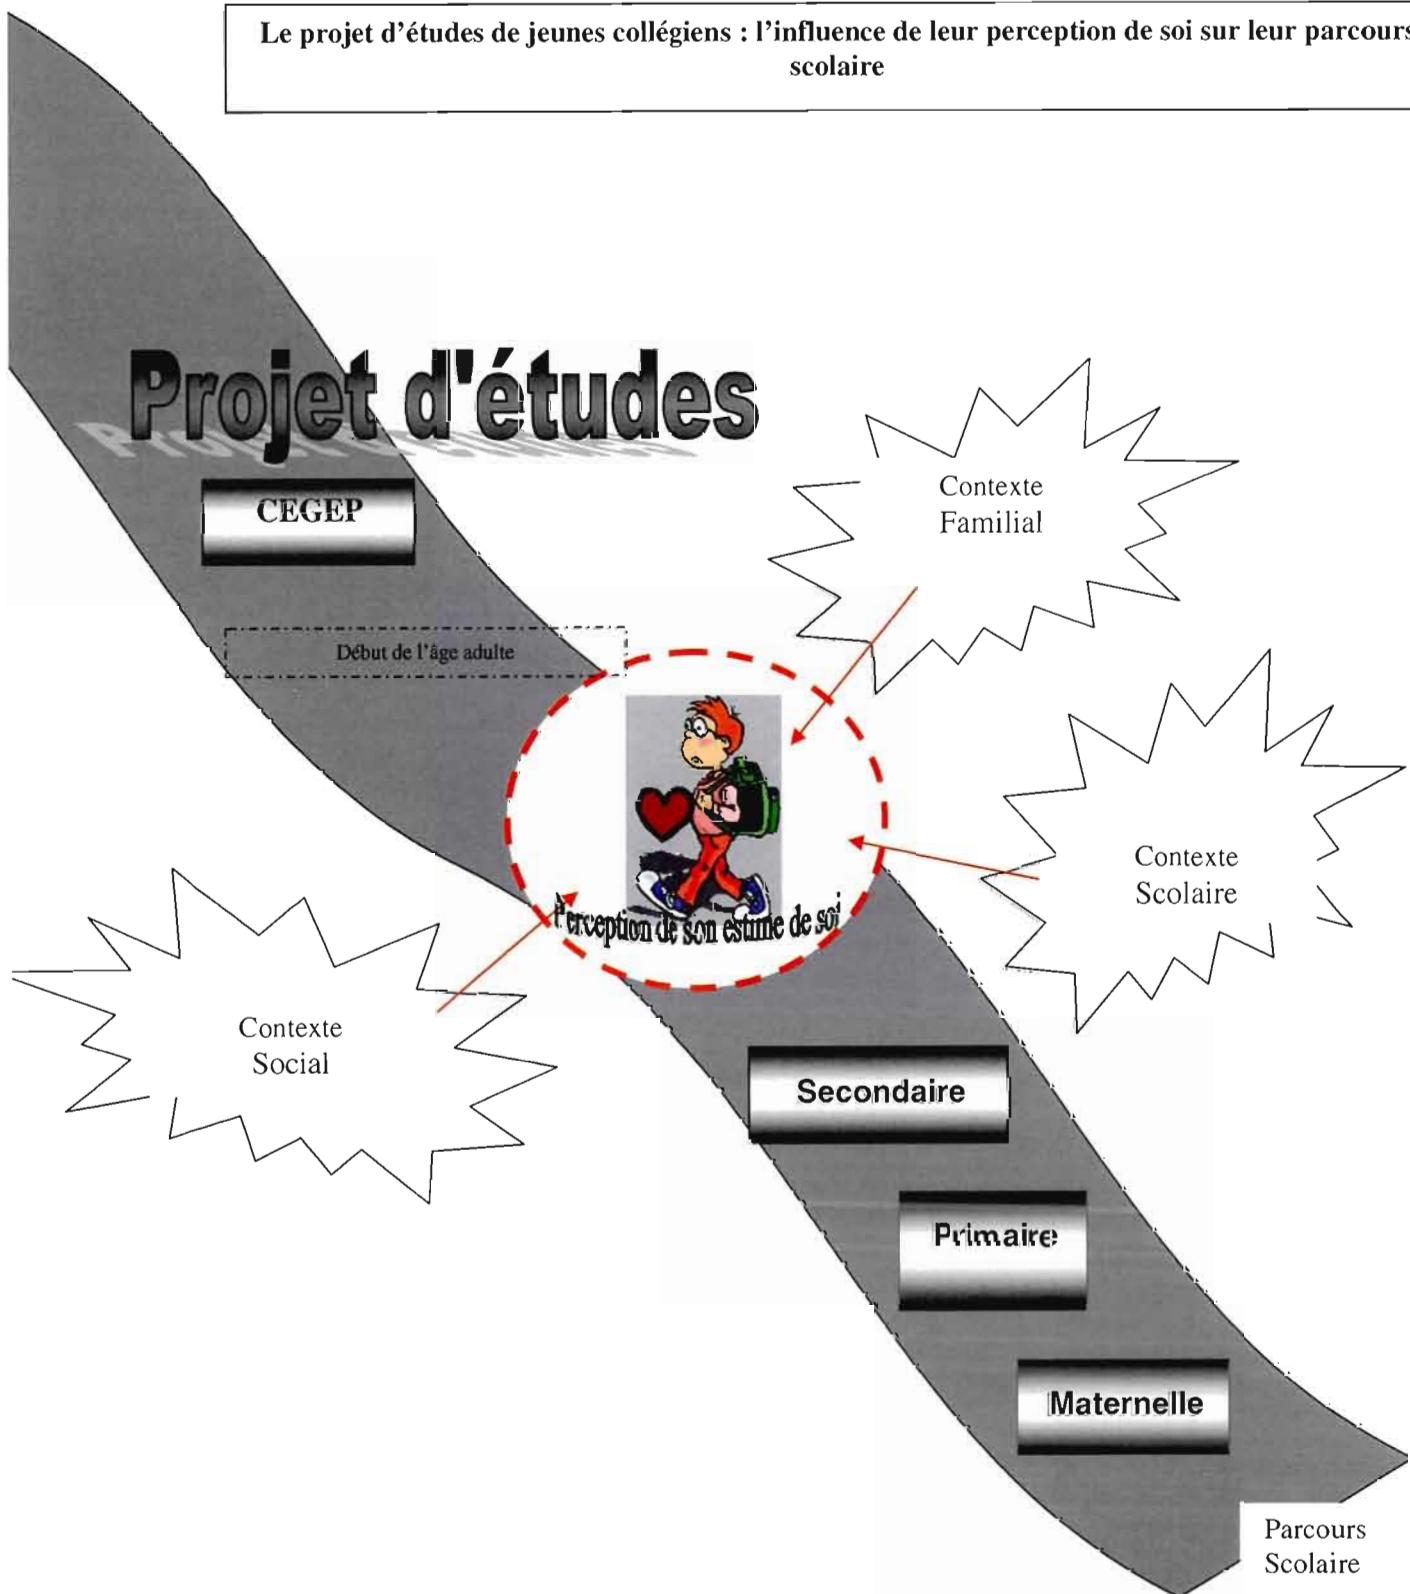 Le projet d'études de jeunes collégiens : l'influence de leur perception de soi sur leur parcours
scolaire
Projet d'études
CEGEP
Contexte
Familial
Début de l'âge adulte
Contexte
Scolaire
Perception de son estime de soi
Contexte
Social
Secondaire
Primaire
Maternelle
Parcours
Scolaire